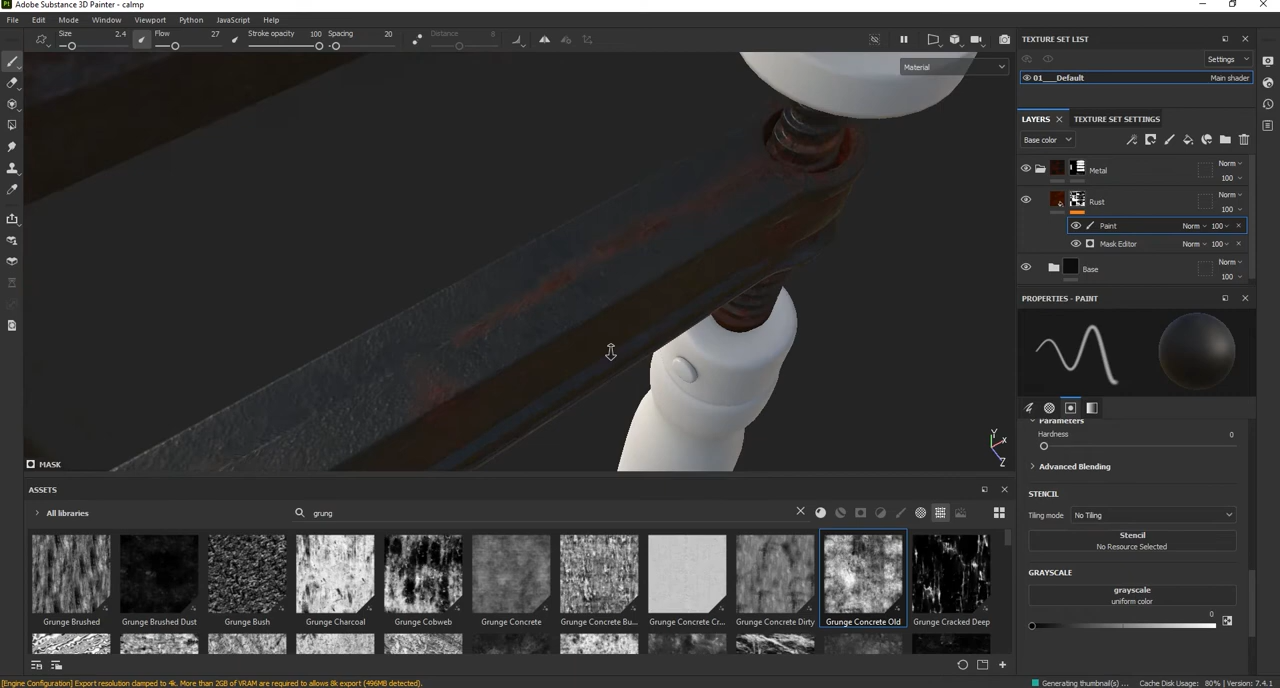 Adobe Substance 3D Painter - calmp
File Edit Mode Window Viewport Python JavaScript Help
Size 2.4 Flow 27 Stroke opacity 100 Spacing 20 Distance 8
Material
MASK
Y
X
Z
TEXTURE SET LIST
Settings
01___Default Main shader
LAYERS TEXTURE SET SETTINGS
Base color
Metal Norm 100
Rust Norm 100
Paint Norm 100
Mask Editor Norm 100
Base Norm 100
PROPERTIES - PAINT
Parameters
Hardness 0
Advanced Blending
STENCIL
Tiling mode No Tiling
Stencil
No Resource Selected
GRAYSCALE
grayscale
uniform color
0
ASSETS
All libraries grung
Grunge Brushed Grunge Brushed Dust Grunge Bush Grunge Charcoal Grunge Cobweb Grunge Concrete Grunge Concrete Bu... Grunge Concrete Cr... Grunge Concrete Dirty Grunge Concrete Old Grunge Cracked Deep
[Engine Configuration] Export resolution clamped to 4k. More than 2GB of VRAM are required to allows 8k export (496MB detected).
Generating thumbnail(s) ... Cache Disk Usage: 80% | Version: 7.4.1